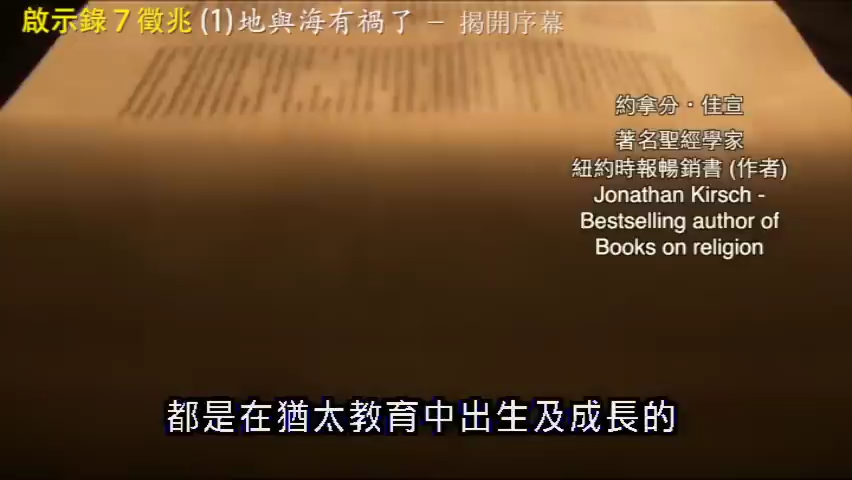 啟示錄 7 徵兆 (1)地與海有禍了 – 揭開序幕
約拿分・佳宣
著名聖經學家
紐約時報暢銷書 (作者)
Jonathan Kirsch -
Bestselling author of
Books on religion
都是在猶太教育中出生及成長的